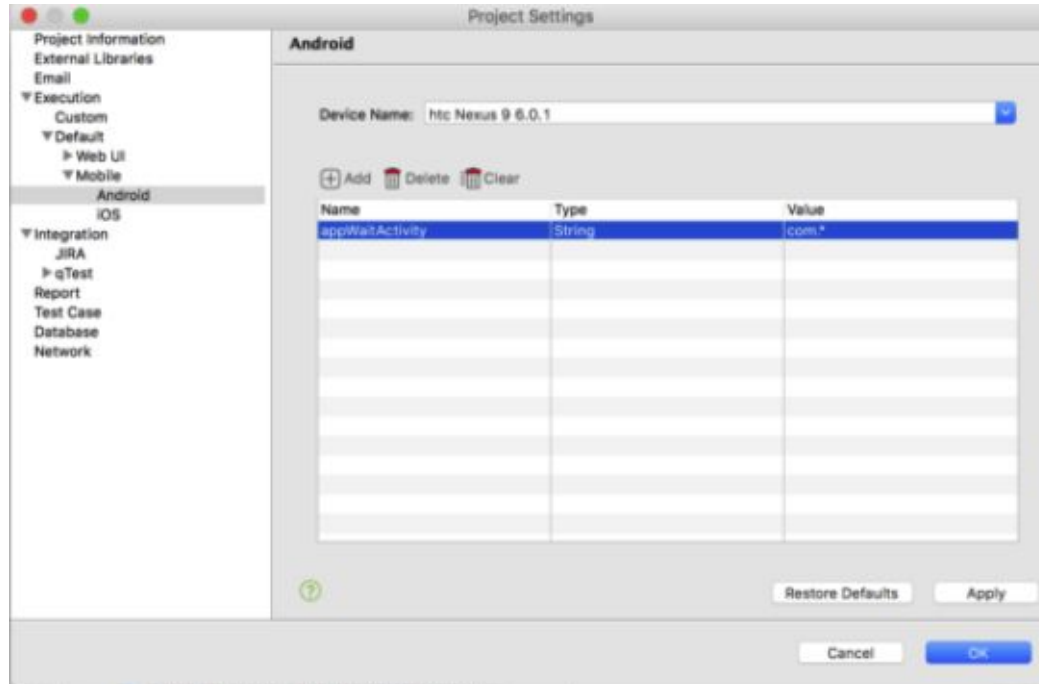 Project Settings
Project Information
External Libraries
Email
Execution
Custom
Default
Web UI
Mobile
Android
iOS
Integration
JIRA
qTest
Report
Test Case
Database
Network
Android
Device Name: htc Nexus 9 6.0.1
Add Delete Clear
Name Type Value
appWaitActivity String com.*
?
Restore Defaults Apply
Cancel OK